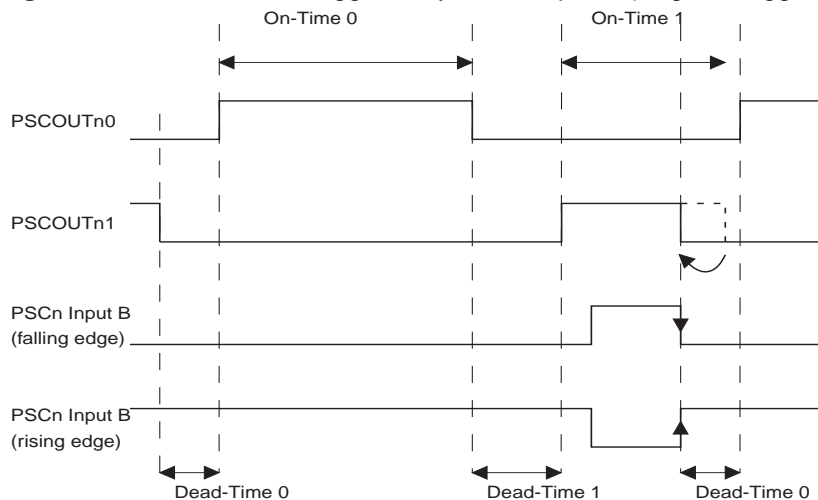 On-Time 0
On-Time 1
PSCOUTn0
PSCOUTn1
PSCn Input B
(falling edge)
PSCn Input B
(rising edge)
Dead-Time 0
Dead-Time 1
Dead-Time 0